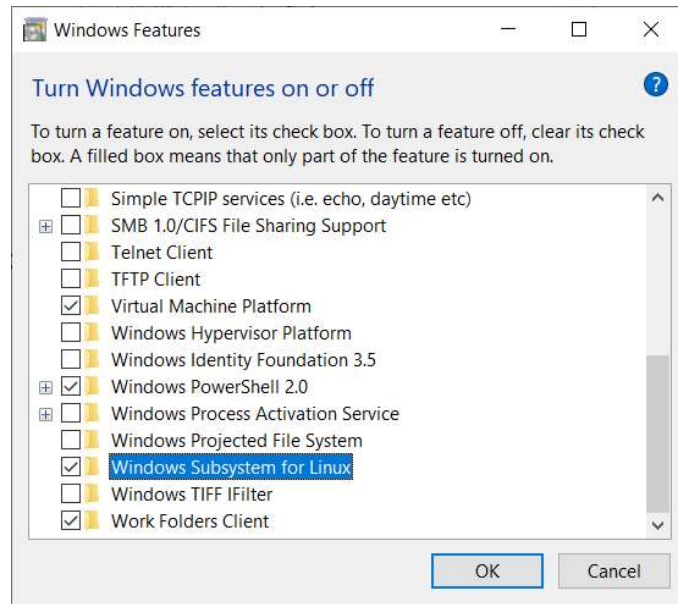 Windows Features
Turn Windows features on or off
To turn a feature on, select its check box. To turn a feature off, clear its check
box. A filled box means that only part of the feature is turned on.
Simple TCPIP services (i.e. echo, daytime etc)
SMB 1.0/CIFS File Sharing Support
Telnet Client
TFTP Client
Virtual Machine Platform
Windows Hypervisor Platform
Windows Identity Foundation 3.5
Windows PowerShell 2.0
Windows Process Activation Service
Windows Projected File System
Windows Subsystem for Linux
Windows TIFF IFilter
Work Folders Client
OK Cancel